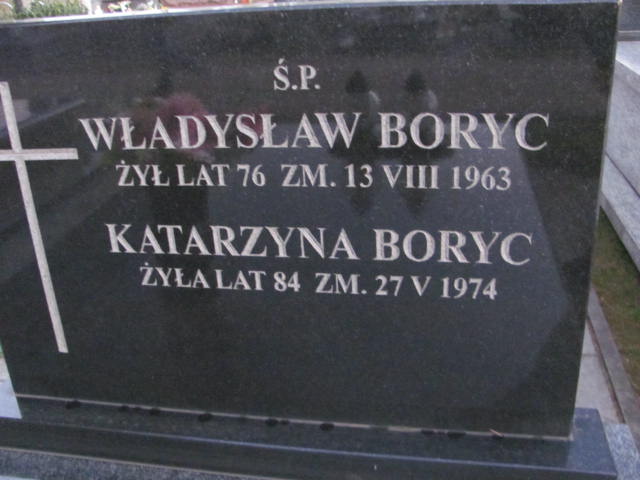 Ś.P.
WŁADYSŁAW BORYC
ŻYŁ LAT 76 ZM. 13 VIII 1963
KATARZYNA BORYC
ŻYŁA LAT 84 ZM. 27 V 1974